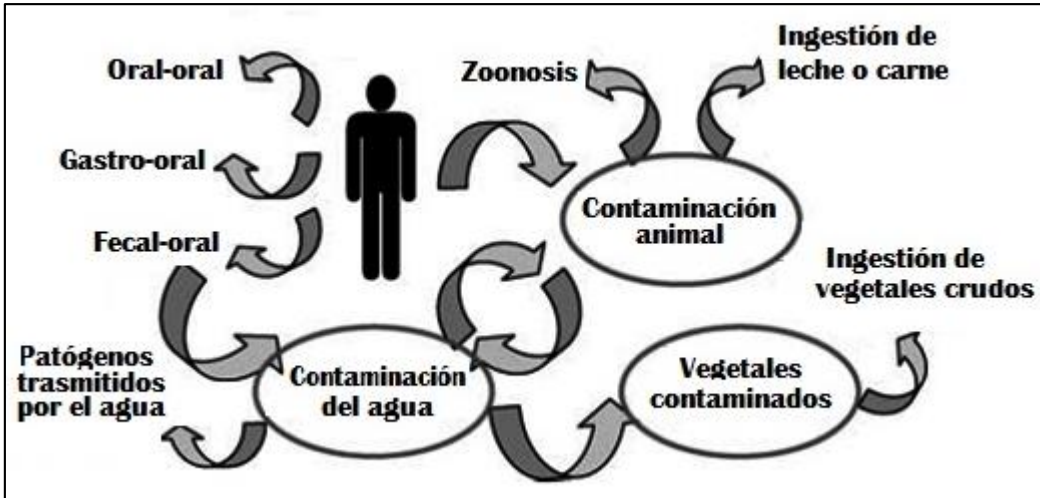 Oral-oral
Gastro-oral
Fecal-oral
Zoonosis
Ingestión de
leche o carne
Contaminación
animal
Ingestión de
vegetales crudos
Patógenos
trasmitidos
por el agua
Contaminación
del agua
Vegetales
contaminados